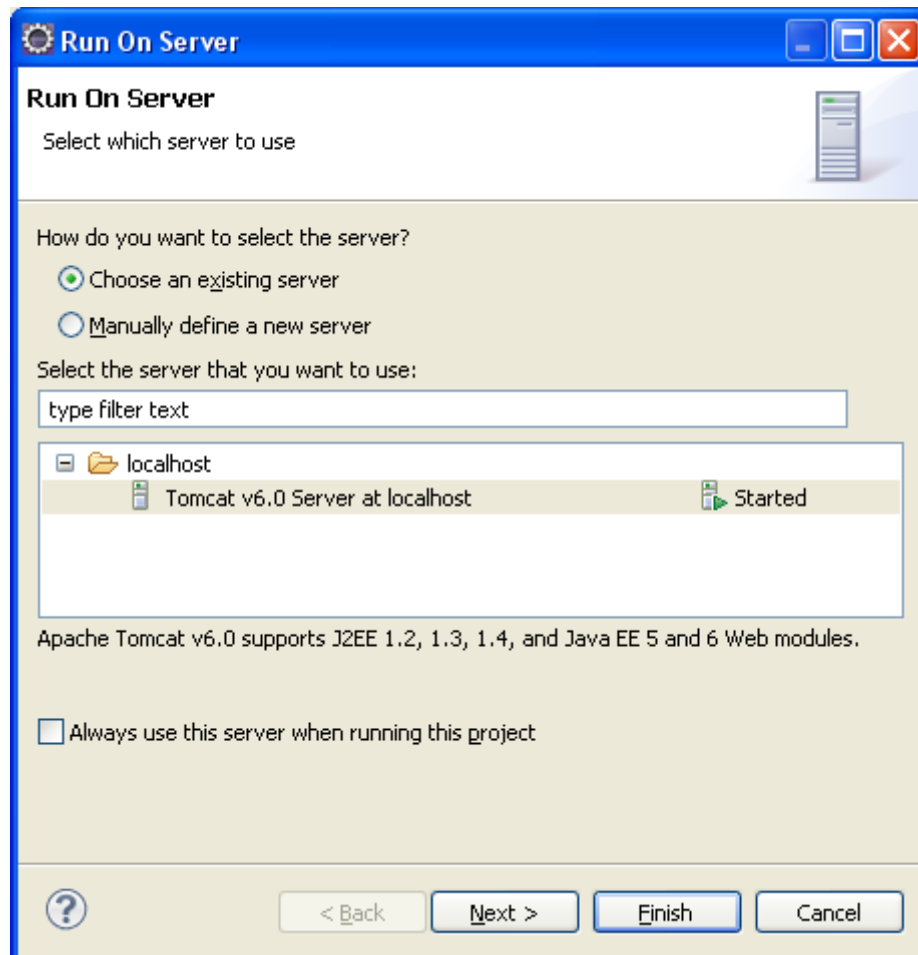 Run On Server
Run On Server
Select which server to use
How do you want to select the server?
Choose an existing server
Manually define a new server
Select the server that you want to use:
type filter text
localhost
Tomcat v6.0 Server at localhost Started
Apache Tomcat v6.0 supports J2EE 1.2, 1.3, 1.4, and Java EE 5 and 6 Web modules.
Always use this server when running this project
? < Back Next > Finish Cancel